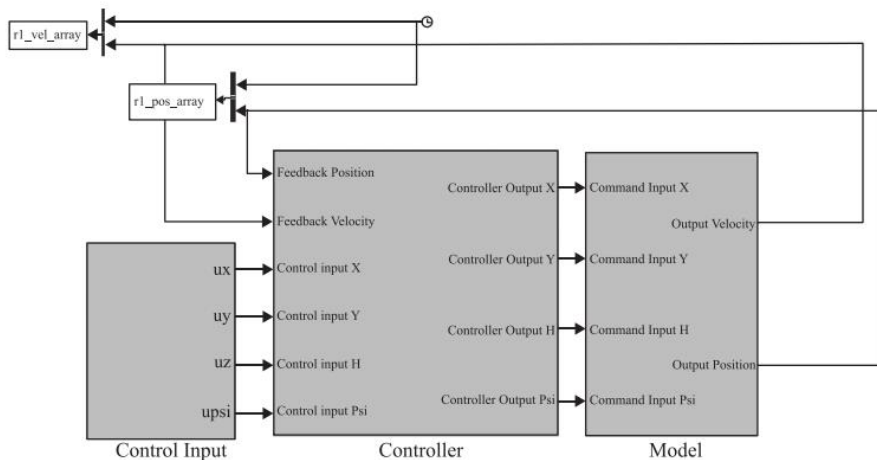 r1_vel_array
r1_pos_array
Feedback Position
Controller Output X
Command Input X
Feedback Velocity
Output Velocity
ux
Control input X
Controller Output Y
Command Input Y
uy
Control input Y
Controller Output H
Command Input H
uz
Control input H
Output Position
upsi
Control input Psi
Controller Output Psi
Command Input Psi
Control Input
Controller
Model